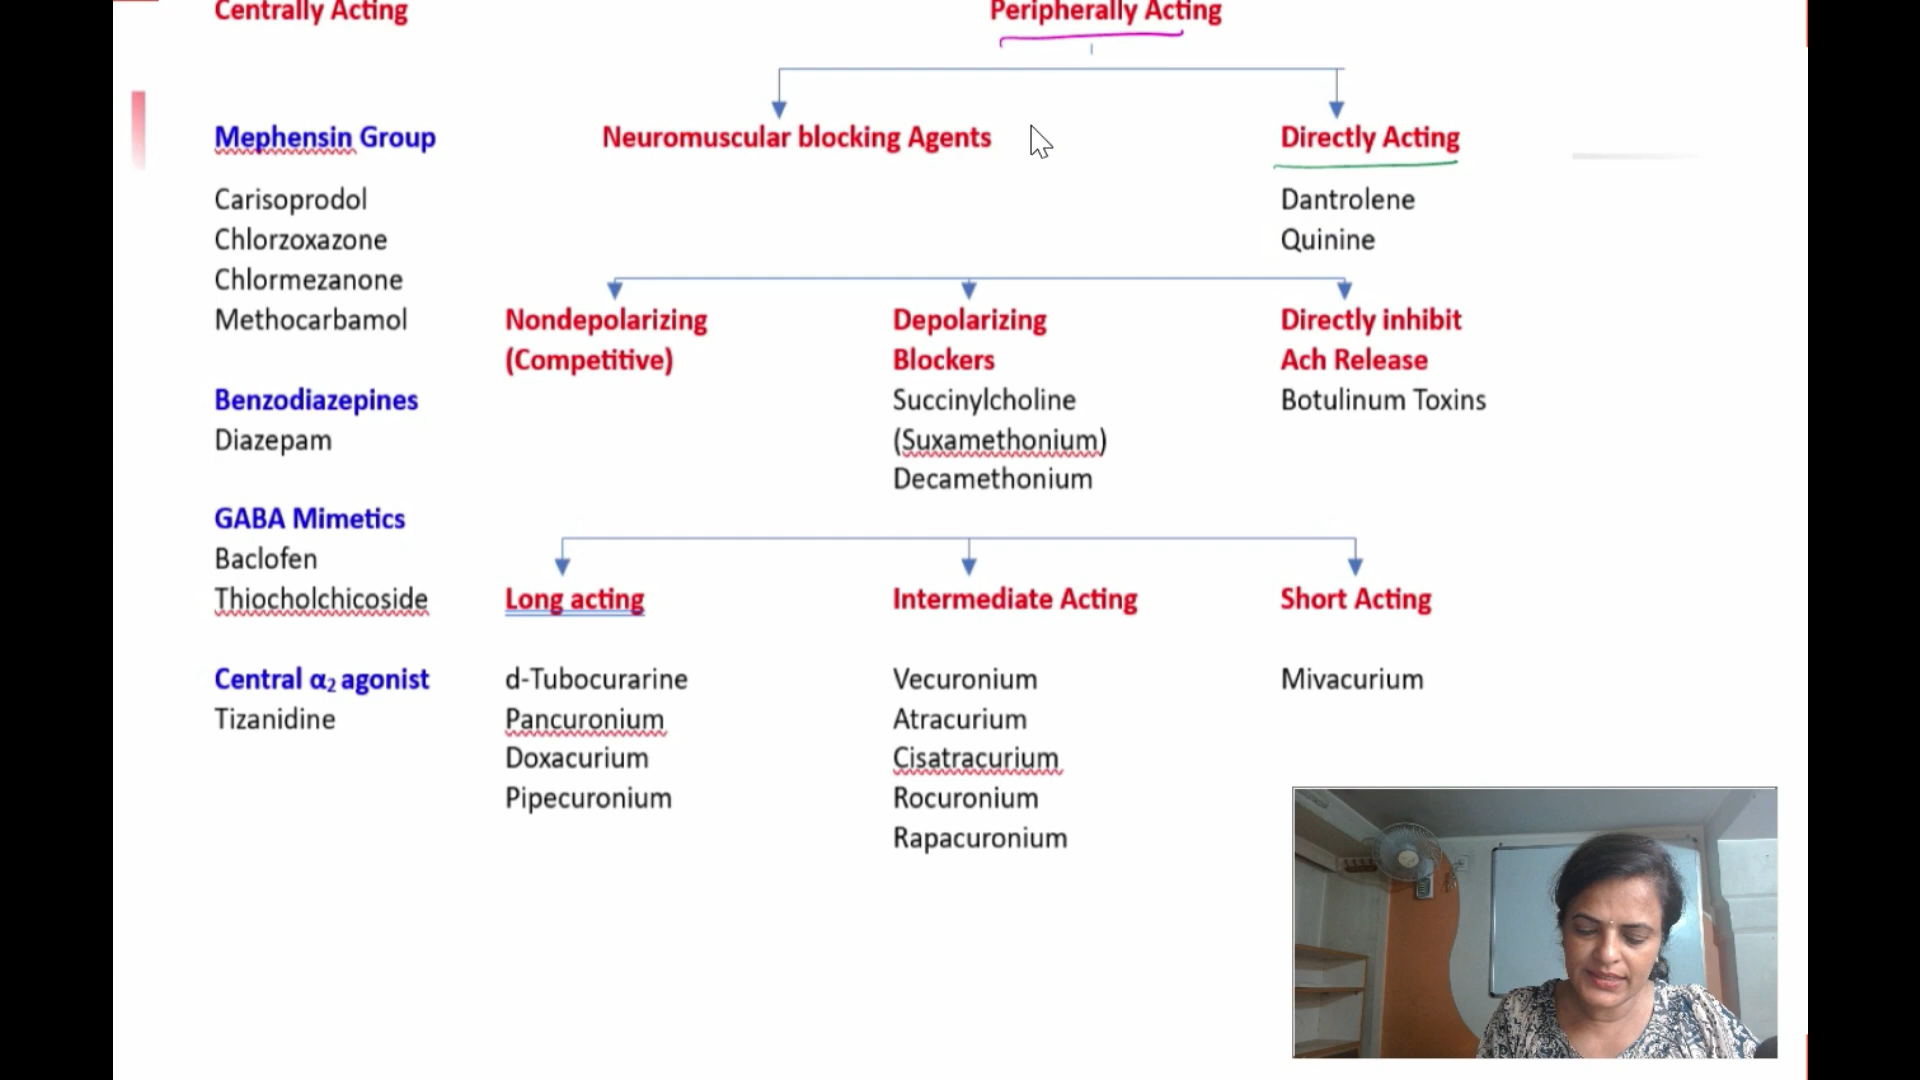 Centrally Acting
Peripherally Acting
Mephensin Group
Neuromuscular blocking Agents
Directly Acting
Carisoprodol
Chlorzoxazone
Chlormezanone
Methocarbamol
Dantrolene
Quinine
Nondepolarizing
(Competitive)
Depolarizing
Blockers
Succinylcholine
(Suxamethonium)
Decamethonium
Directly inhibit
Ach Release
Botulinum Toxins
Benzodiazepines
Diazepam
GABA Mimetics
Baclofen
Thiocholchicoside
Central α₂ agonist
Tizanidine
Long acting
d-Tubocurarine
Pancuronium
Doxacurium
Pipecuronium
Intermediate Acting
Vecuronium
Atracurium
Cisatracurium
Rocuronium
Rapacuronium
Short Acting
Mivacurium